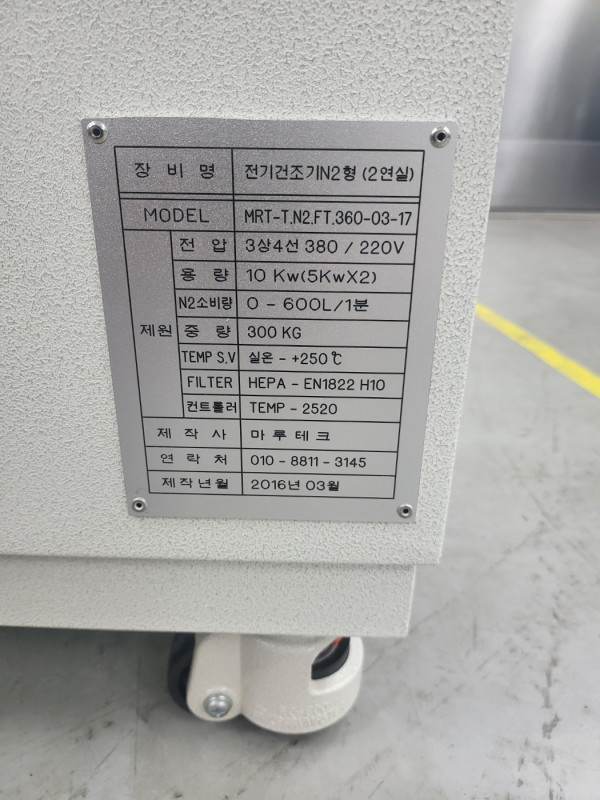 장 비 명 전기건조기N2형 (2연실)
MODEL MRT-T.N2.FT.360-03-17
제원
전 압 3상4선 380 / 220V
용 량 10 Kw(5KwX2)
N2소비량 0 - 600L/1분
중 량 300 KG
TEMP S.V 실온 - +250℃
FILTER HEPA - EN1822 H10
컨트롤러 TEMP - 2520
제 작 사 마루테크
연 락 처 010 - 8811 - 3145
제작년월 2016년 03월